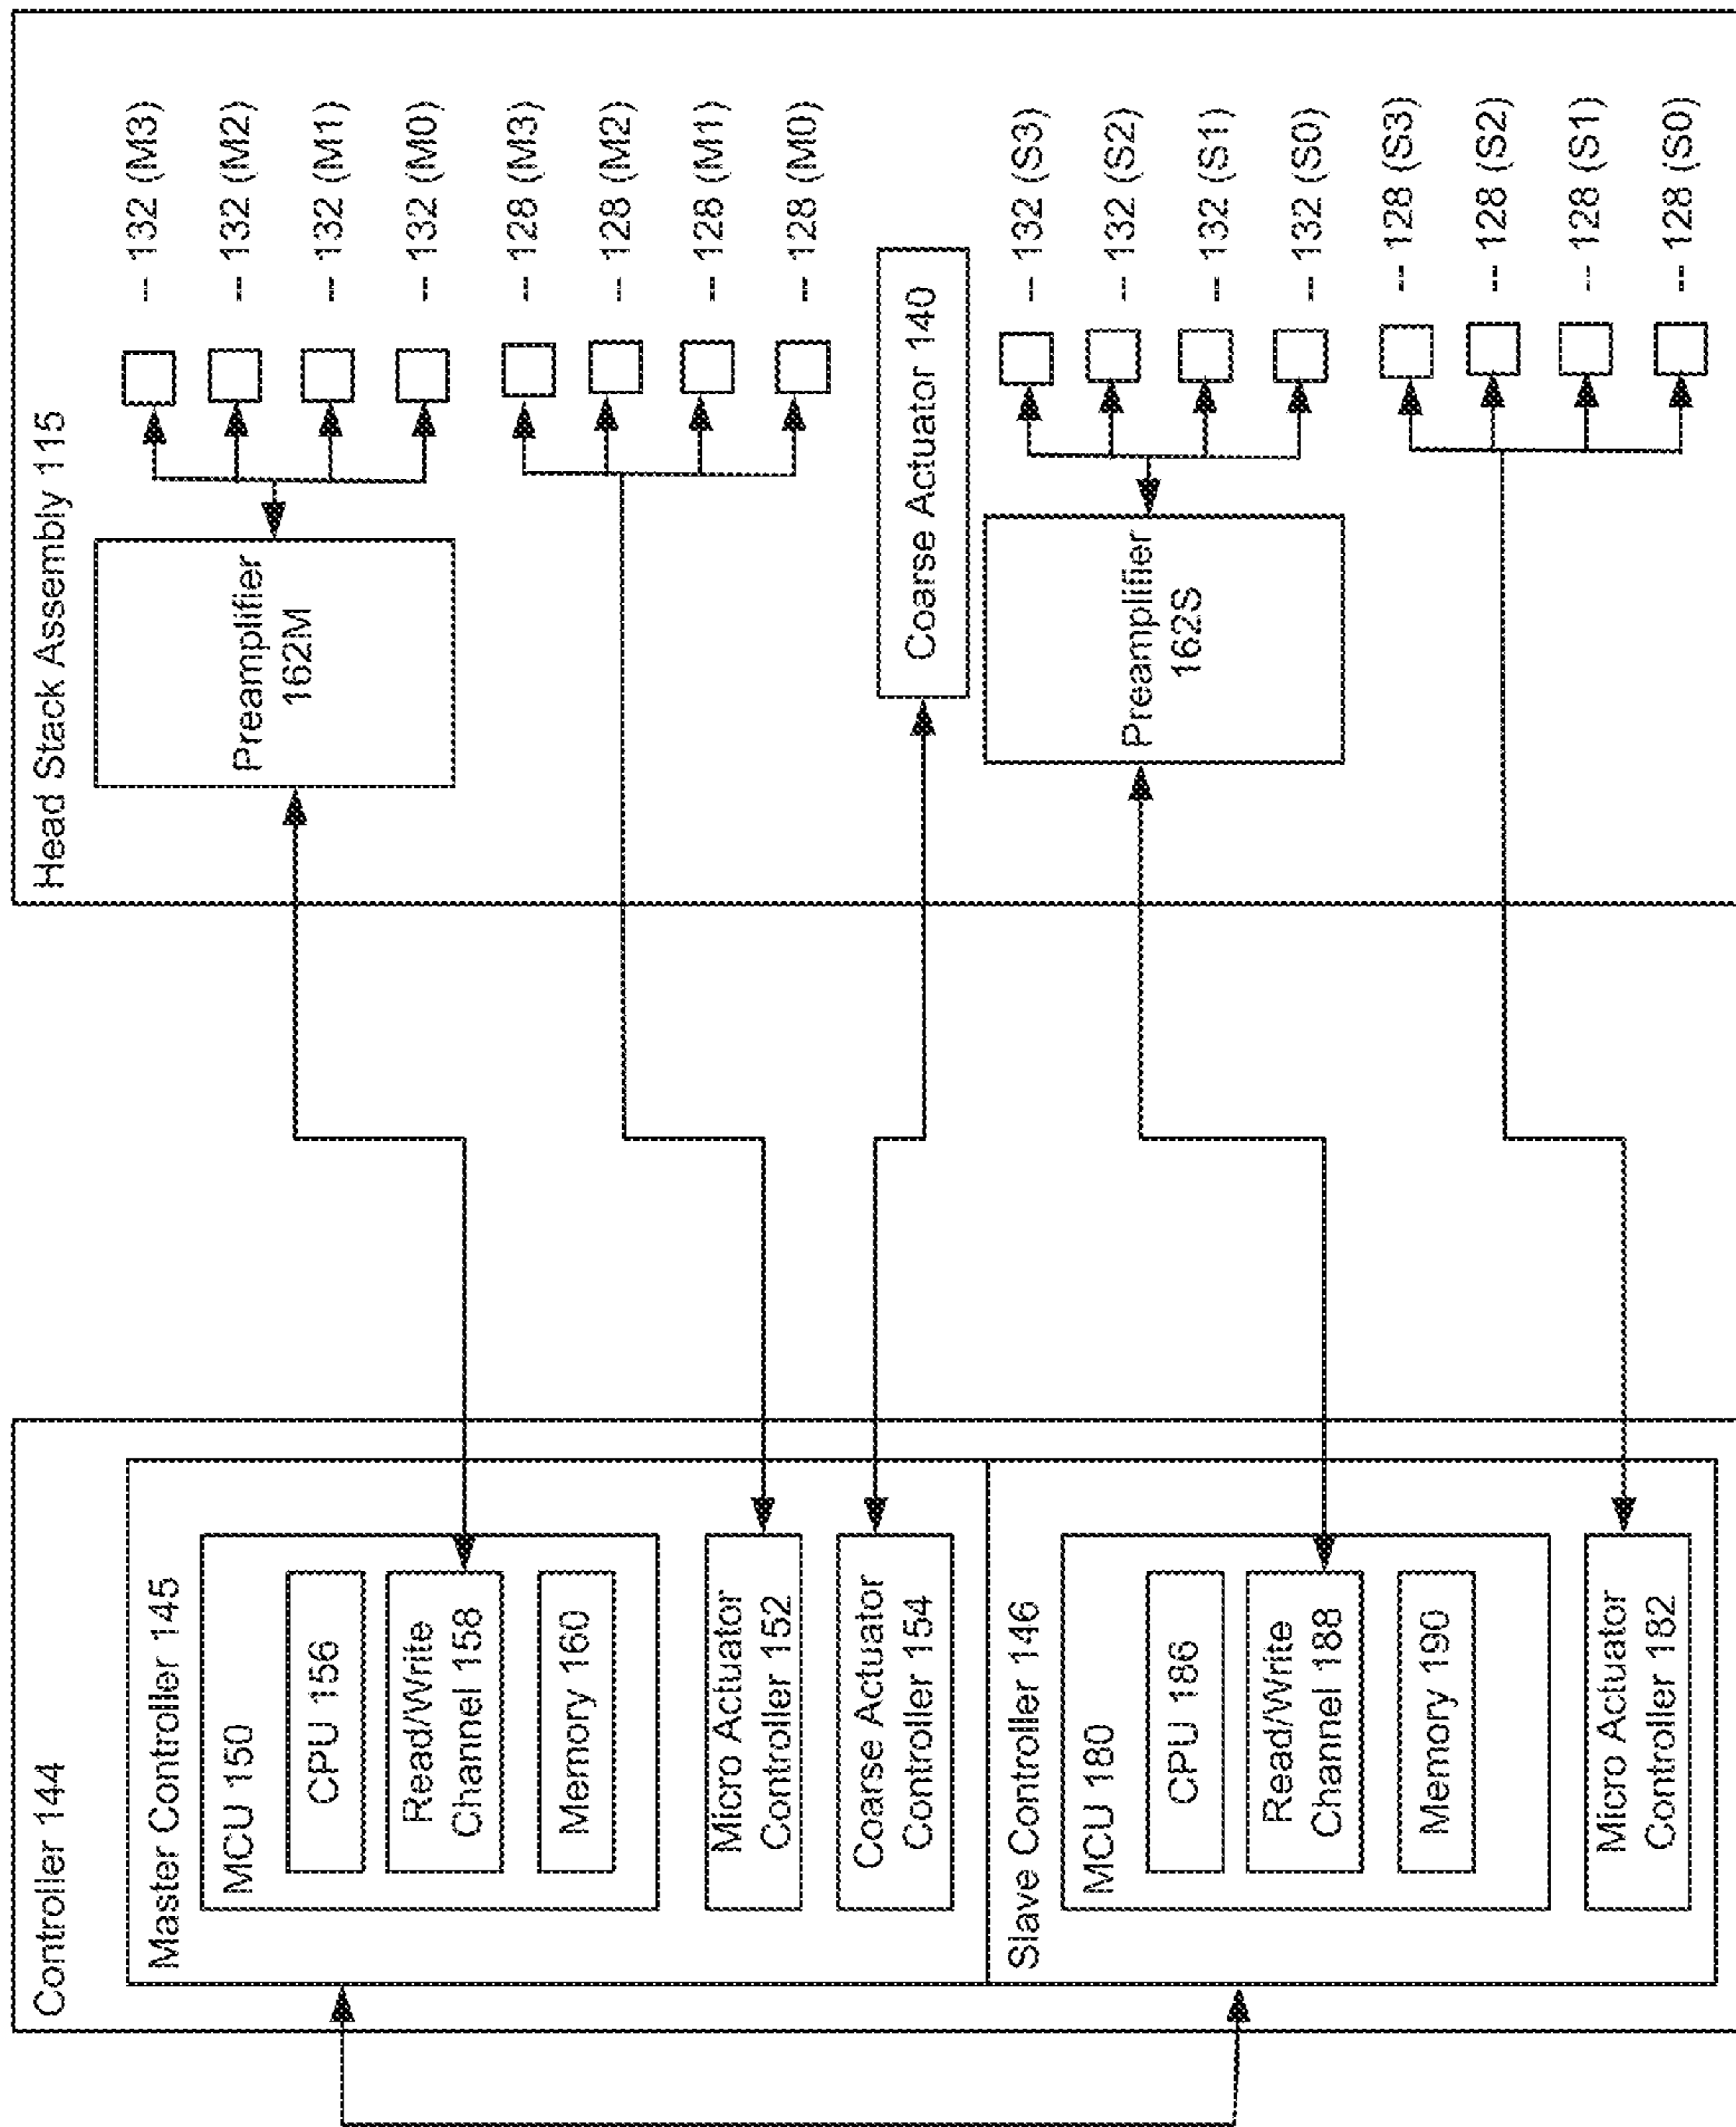 Controller 144
Master Controller 145
MCU 150
CPU 156
Read/Write
Channel 158
Memory 160
Micro Actuator
Controller 152
Coarse Actuator
Controller 154
Slave Controller 146
MCU 180
CPU 186
Read/Write
Channel 188
Memory 190
Micro Actuator
Controller 182
Head Stack Assembly 115
Preamplifier
162M
-- 132 (M3)
-- 132 (M2)
-- 132 (M1)
-- 132 (M0)
-- 128 (M3)
-- 128 (M2)
-- 128 (M1)
-- 128 (M0)
Coarse Actuator 140
Preamplifier
162S
-- 132 (S3)
-- 132 (S2)
-- 132 (S1)
-- 132 (S0)
-- 128 (S3)
-- 128 (S2)
-- 128 (S1)
-- 128 (S0)